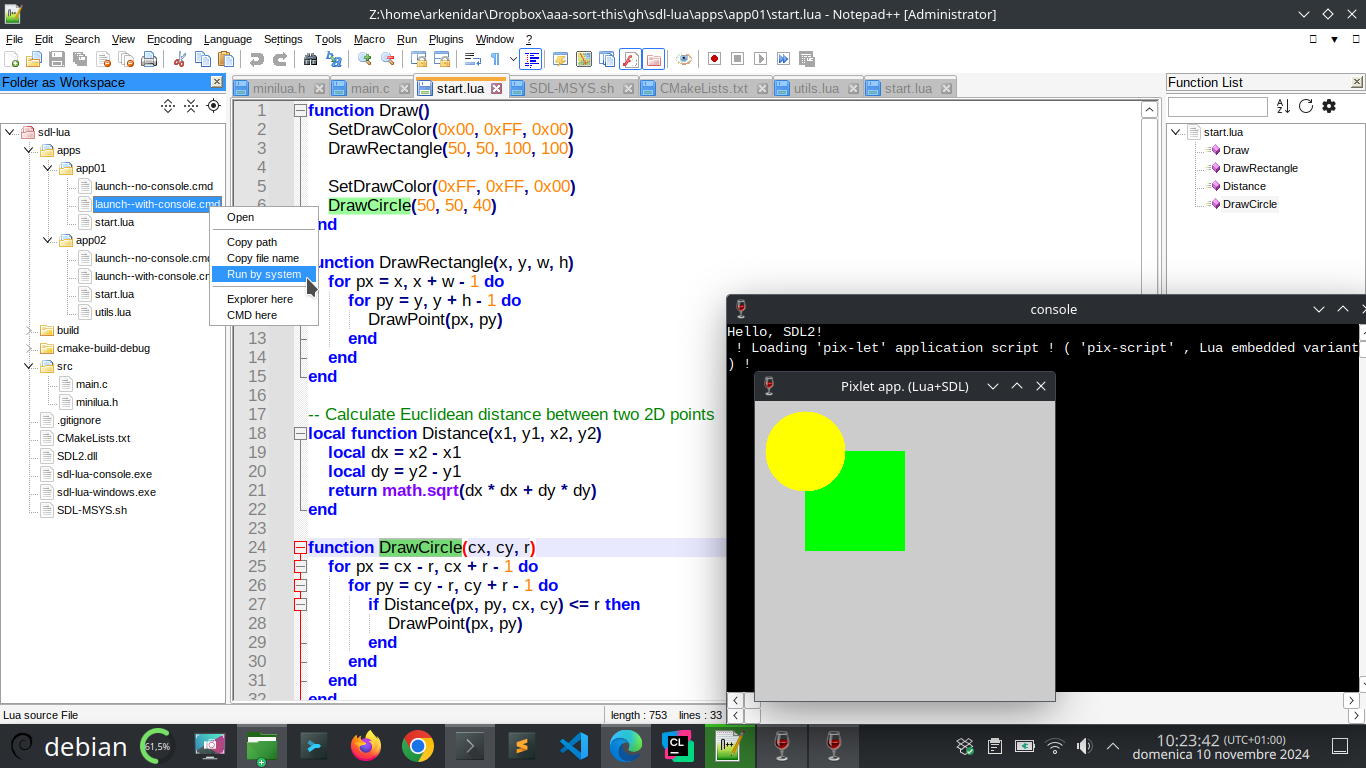 Z:\home\arkenidar\Dropbox\aaa-sort-this\gh\sdl-lua\apps\app01\start.lua - Notepad++ [Administrator]
File Edit Search View Encoding Language Settings Tools Macro Run Plugins Window ?
Folder as Workspace
sdl-lua
apps
app01
launch--no-console.cmd
launch--with-console.cmd
start.lua
app02
launch--no-console.cmd
launch--with-console.cm
start.lua
utils.lua
build
cmake-build-debug
src
main.c
minilua.h
.gitignore
CMakeLists.txt
SDL2.dll
sdl-lua-console.exe
sdl-lua-windows.exe
SDL-MSYS.sh
Open
Copy path
Copy file name
Run by system
Explorer here
CMD here
minilua.h main.c start.lua SDL-MSYS.sh CMakeLists.txt utils.lua start.lua
1 function Draw()
2 SetDrawColor(0x00, 0xFF, 0x00)
3 DrawRectangle(50, 50, 100, 100)
4
5 SetDrawColor(0xFF, 0xFF, 0x00)
6 DrawCircle(50, 50, 40)
nd
unction DrawRectangle(x, y, w, h)
for px = x, x + w - 1 do
for py = y, y + h - 1 do
DrawPoint(px, py)
13 end
14 end
15 end
16
17 -- Calculate Euclidean distance between two 2D points
18 local function Distance(x1, y1, x2, y2)
19 local dx = x2 - x1
20 local dy = y2 - y1
21 return math.sqrt(dx * dx + dy * dy)
22 end
23
24 function DrawCircle(cx, cy, r)
25 for px = cx - r, cx + r - 1 do
26 for py = cy - r, cy + r - 1 do
27 if Distance(px, py, cx, cy) <= r then
28 DrawPoint(px, py)
29 end
30 end
31 end
32 end
Function List
start.lua
Draw
DrawRectangle
Distance
DrawCircle
console
Hello, SDL2!
! Loading 'pix-let' application script ! ( 'pix-script' , Lua embedded variant
) !
Pixlet app. (Lua+SDL)
Lua source File
length : 753 lines : 33
debian
61,5%
CL
10:23:42 (UTC+01:00)
domenica 10 novembre 2024